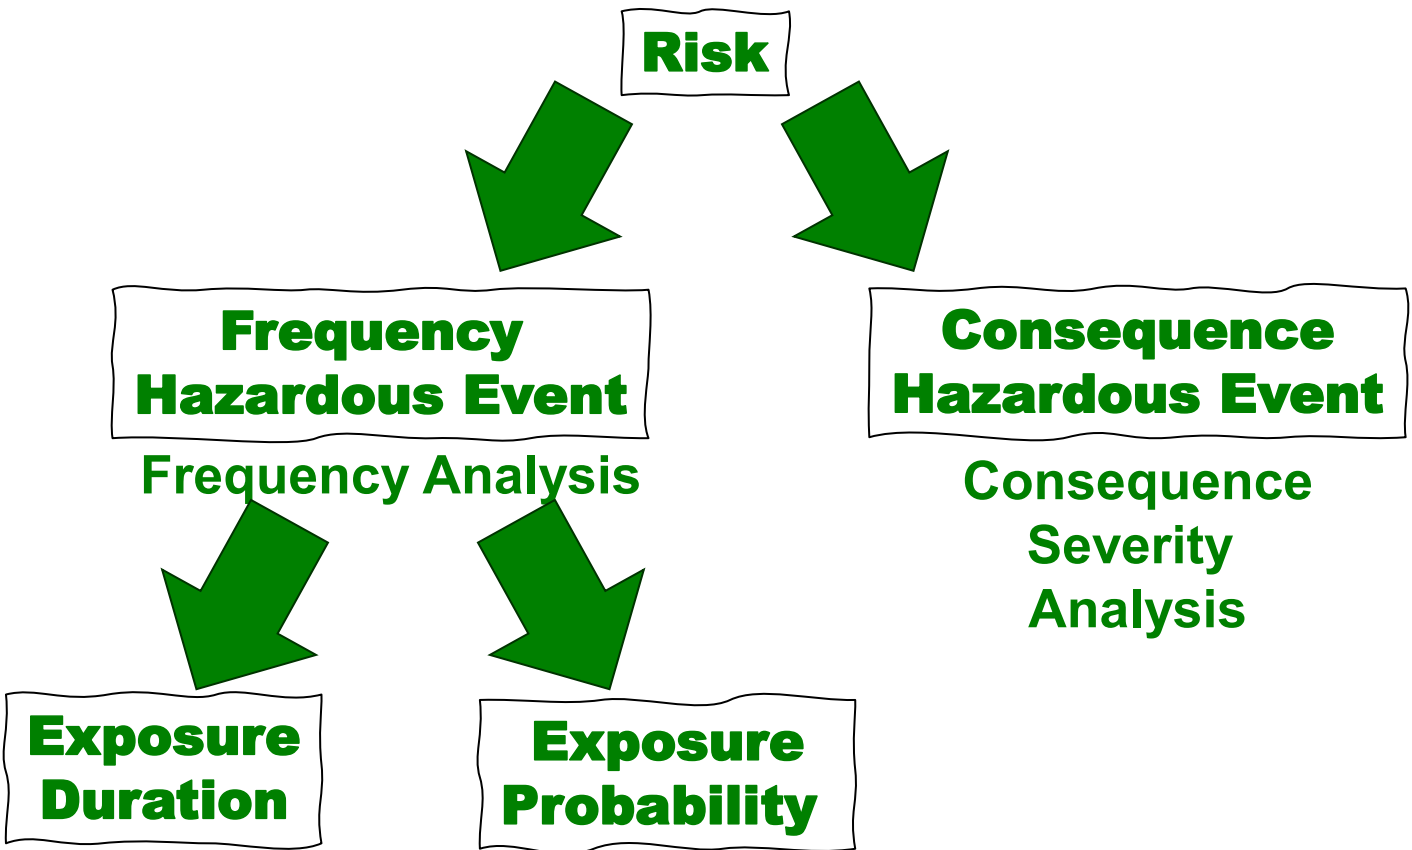 Risk
Frequency
Hazardous Event
Frequency Analysis
Consequence
Hazardous Event
Consequence
Severity
Analysis
Exposure
Duration
Exposure
Probability